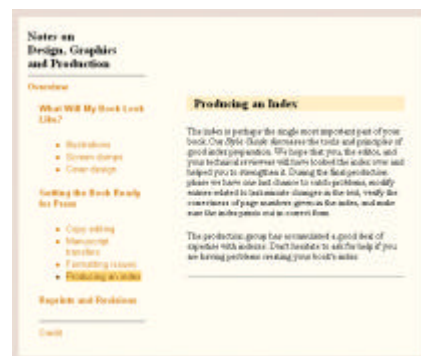 Notes on
Design, Graphics
and Production
Overview
What Will My Book Look
Like?
Illustrations
Screen dumps
Cover design
Getting the Book Ready
for Press
Copy editing
Manuscript
transfers
Formatting issues
Producing an index
Reprints and Revisions
Credit
Producing an Index
The index is perhaps the single most important part of your
book. Our Style Guide discusses the tools and principles of
good index preparation. We hope that you, the editor, and
your technical reviewers will have looked the index over and
helped you to strengthen it. During the final production
phase we have one last chance to catch problems, modify
entries related to last-minute changes in the text, verify the
correctness of page numbers given in the index, and make
sure the index prints out in correct form.
The production group has accumulated a good deal of
expertise with indexes. Don't hesitate to ask for help if you
are having problems creating your book's index.